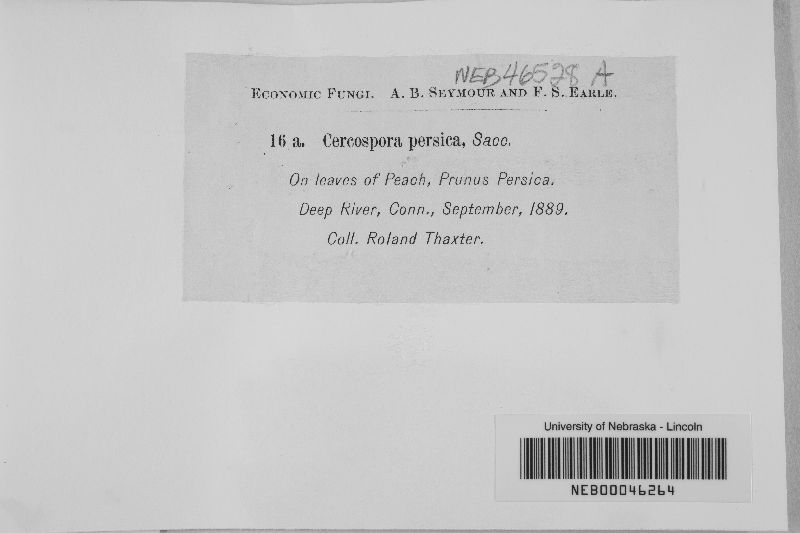 NEB46528 A
ECONOMIC FUNGI. A. B. SEYMOUR AND F. S. EARLE.
16 a. Cercospora persica, Sacc.
On leaves of Peach, Prunus Persica.
Deep River, Conn., September, 1889.
Coll. Roland Thaxter.
University of Nebraska - Lincoln
NEB00046264